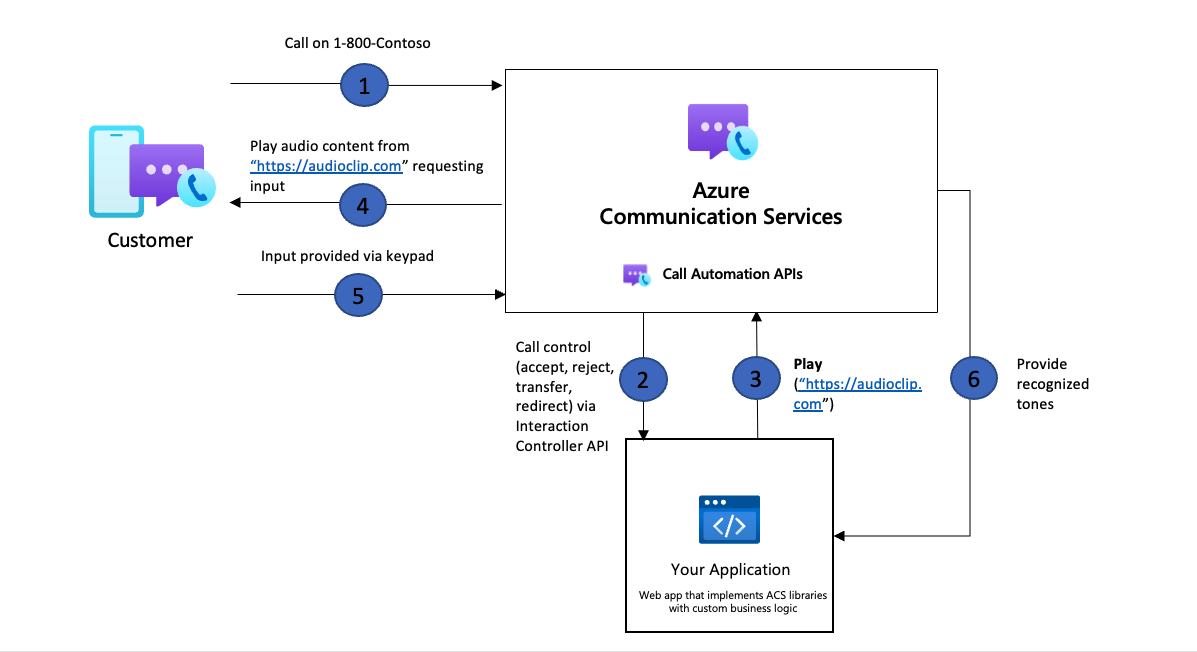 Call on 1-800-Contoso
1
Play audio content from
“https://audioclip.com” requesting
input
4
Customer
Input provided via keypad
5
Azure
Communication Services
Call Automation APIs
Call control
(accept, reject,
transfer,
redirect) via
Interaction
Controller API
2
3
Play
(“https://audioclip.
com”)
6
Provide
recognized
tones
</>
Your Application
Web app that implements ACS libraries
with custom business logic